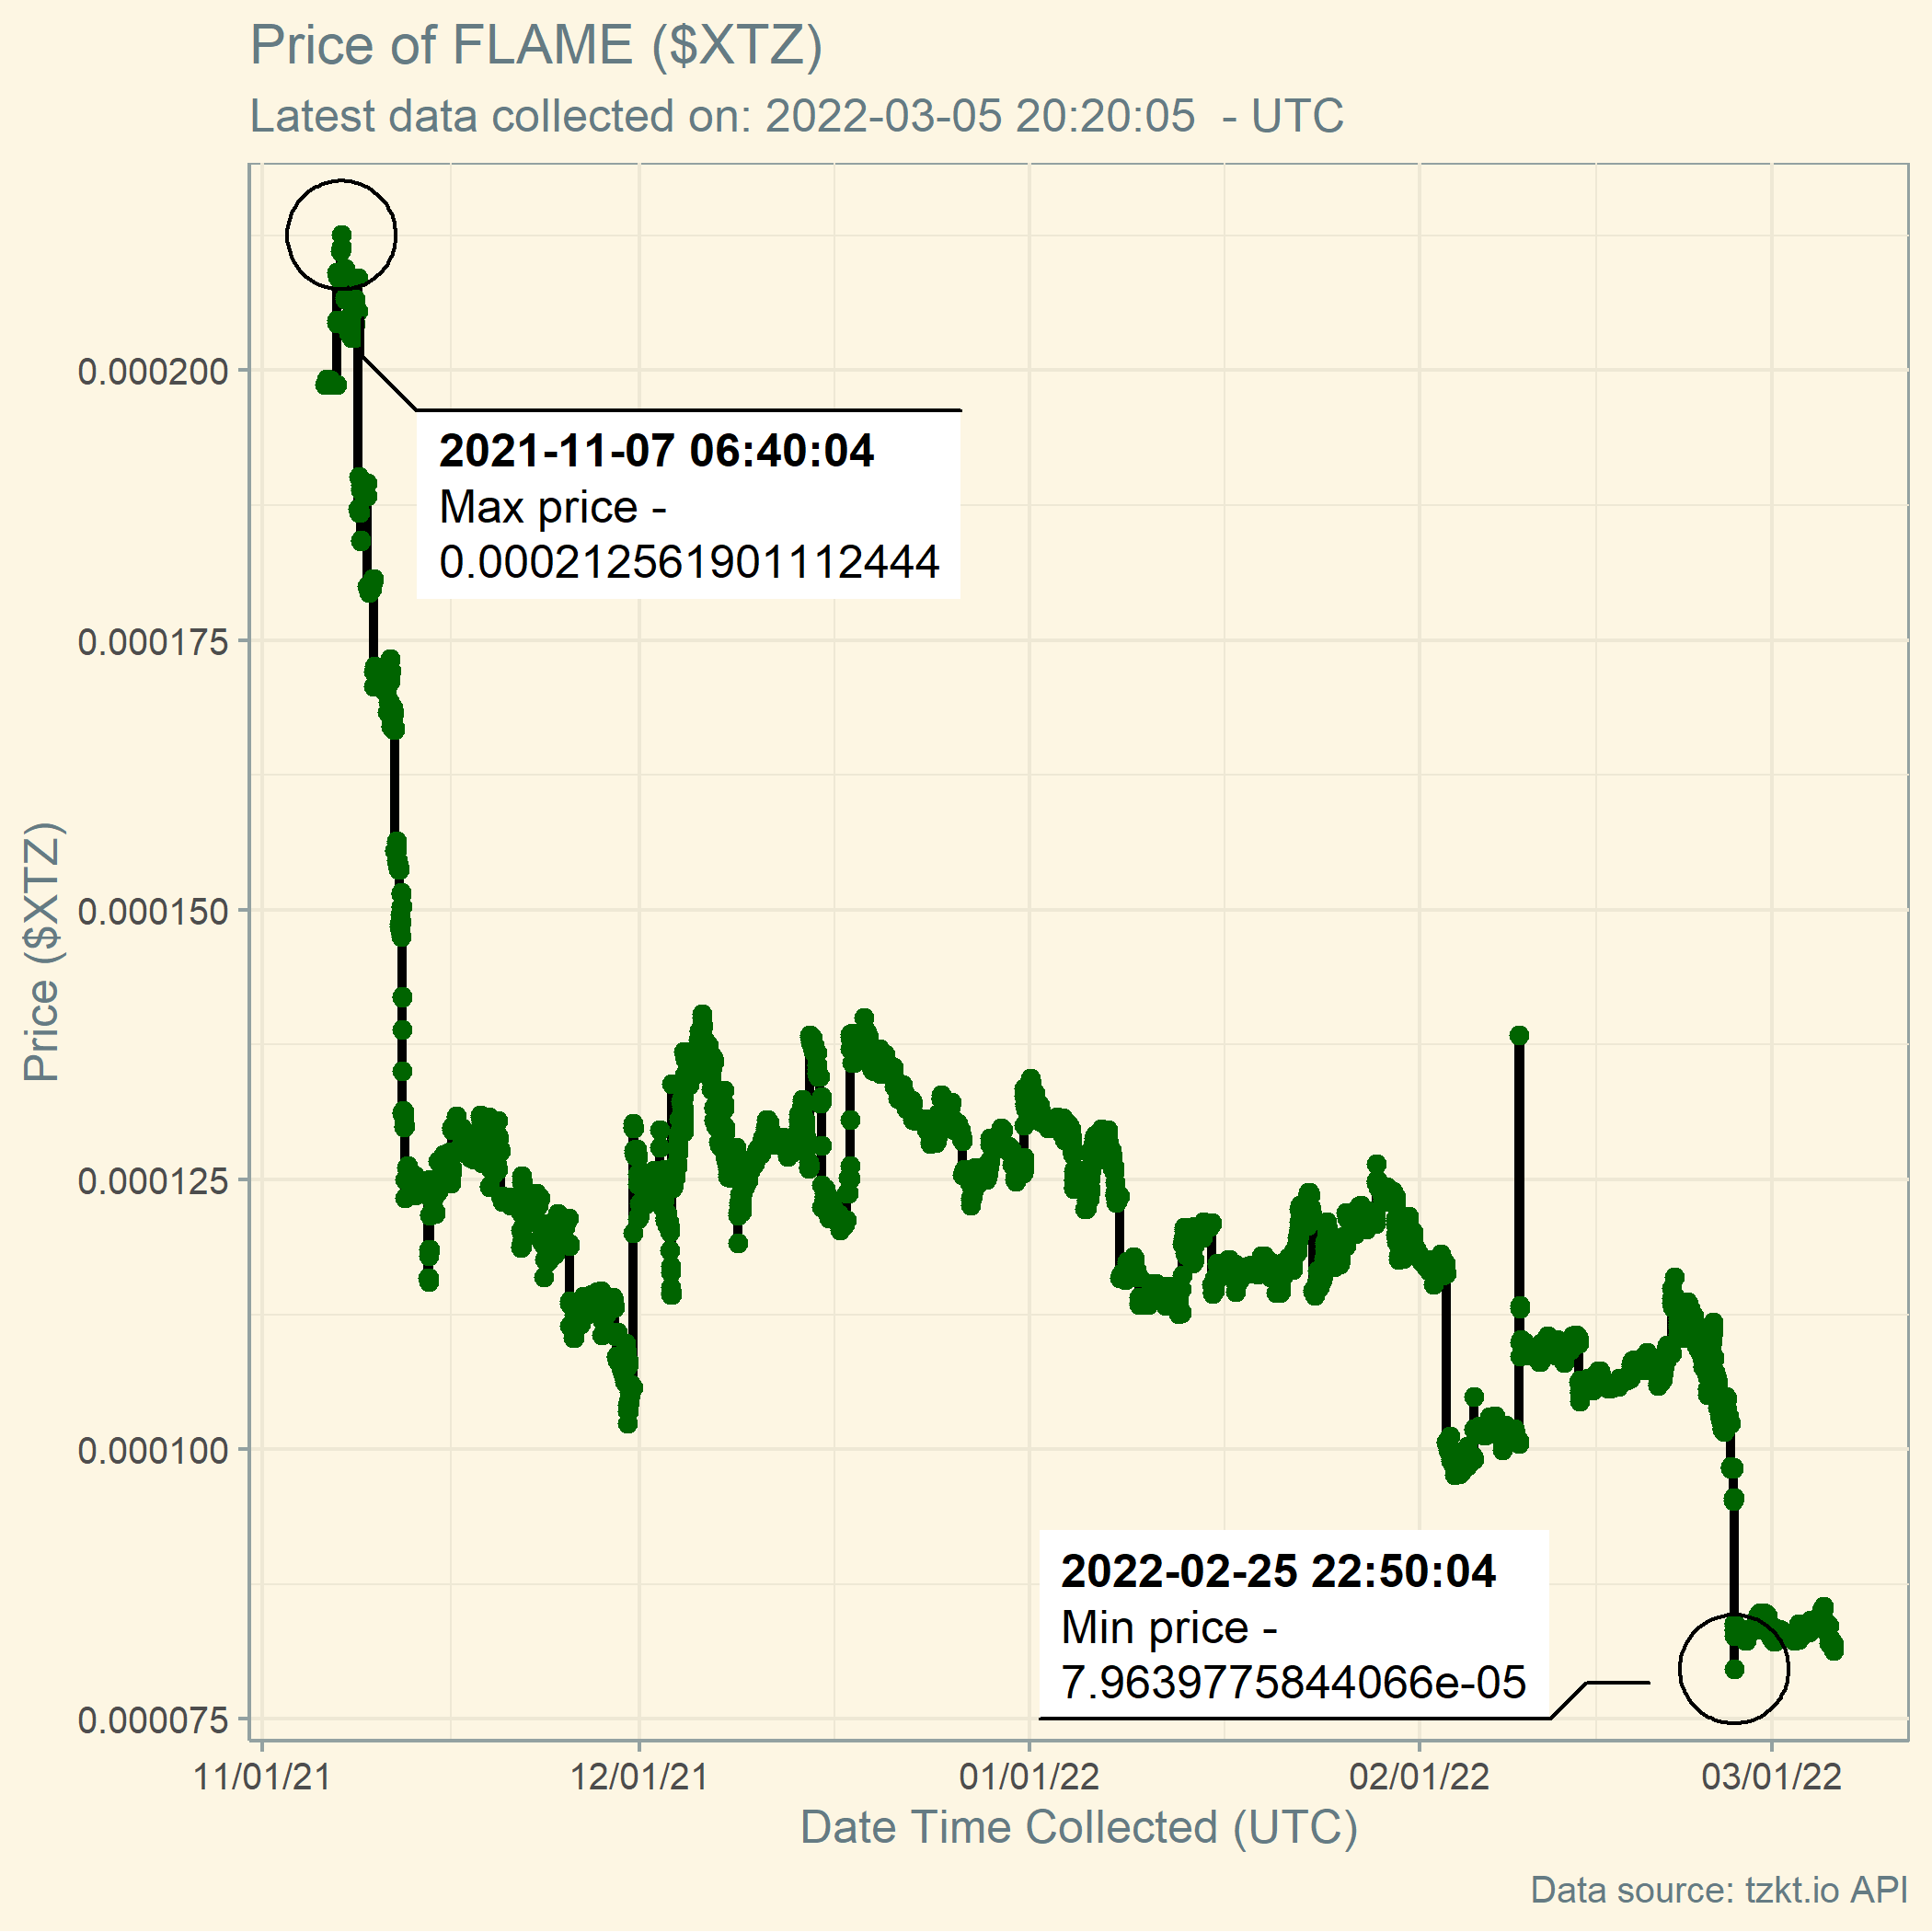 Price of FLAME ($XTZ)
Latest data collected on: 2022-03-05 20:20:05  - UTC
Price ($XTZ)
0.000200
0.000175
0.000150
0.000125
0.000100
0.000075
2021-11-07 06:40:04
Max price -
0.000212561901112444
2022-02-25 22:50:04
Min price -
7.9639775844066e-05
11/01/21
12/01/21
01/01/22
02/01/22
03/01/22
Date Time Collected (UTC)
Data source: tzkt.io API